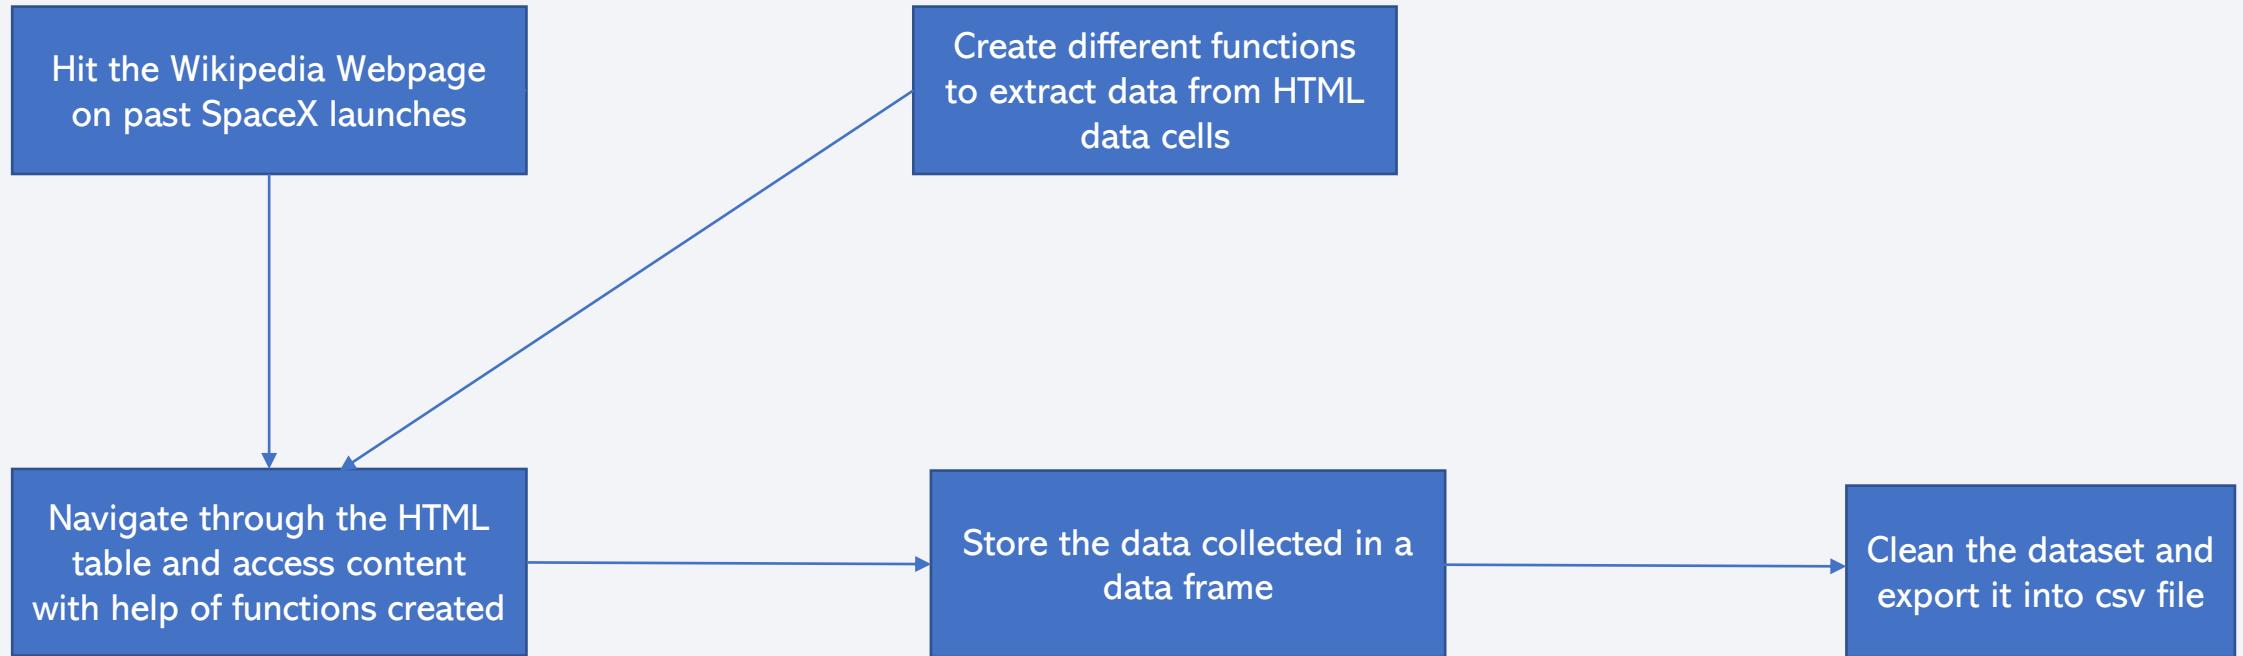 Hit the Wikipedia Webpage
on past SpaceX launches
Create different functions
to extract data from HTML
data cells
Navigate through the HTML
table and access content
with help of functions created
Store the data collected in a
data frame
Clean the dataset and
export it into csv file